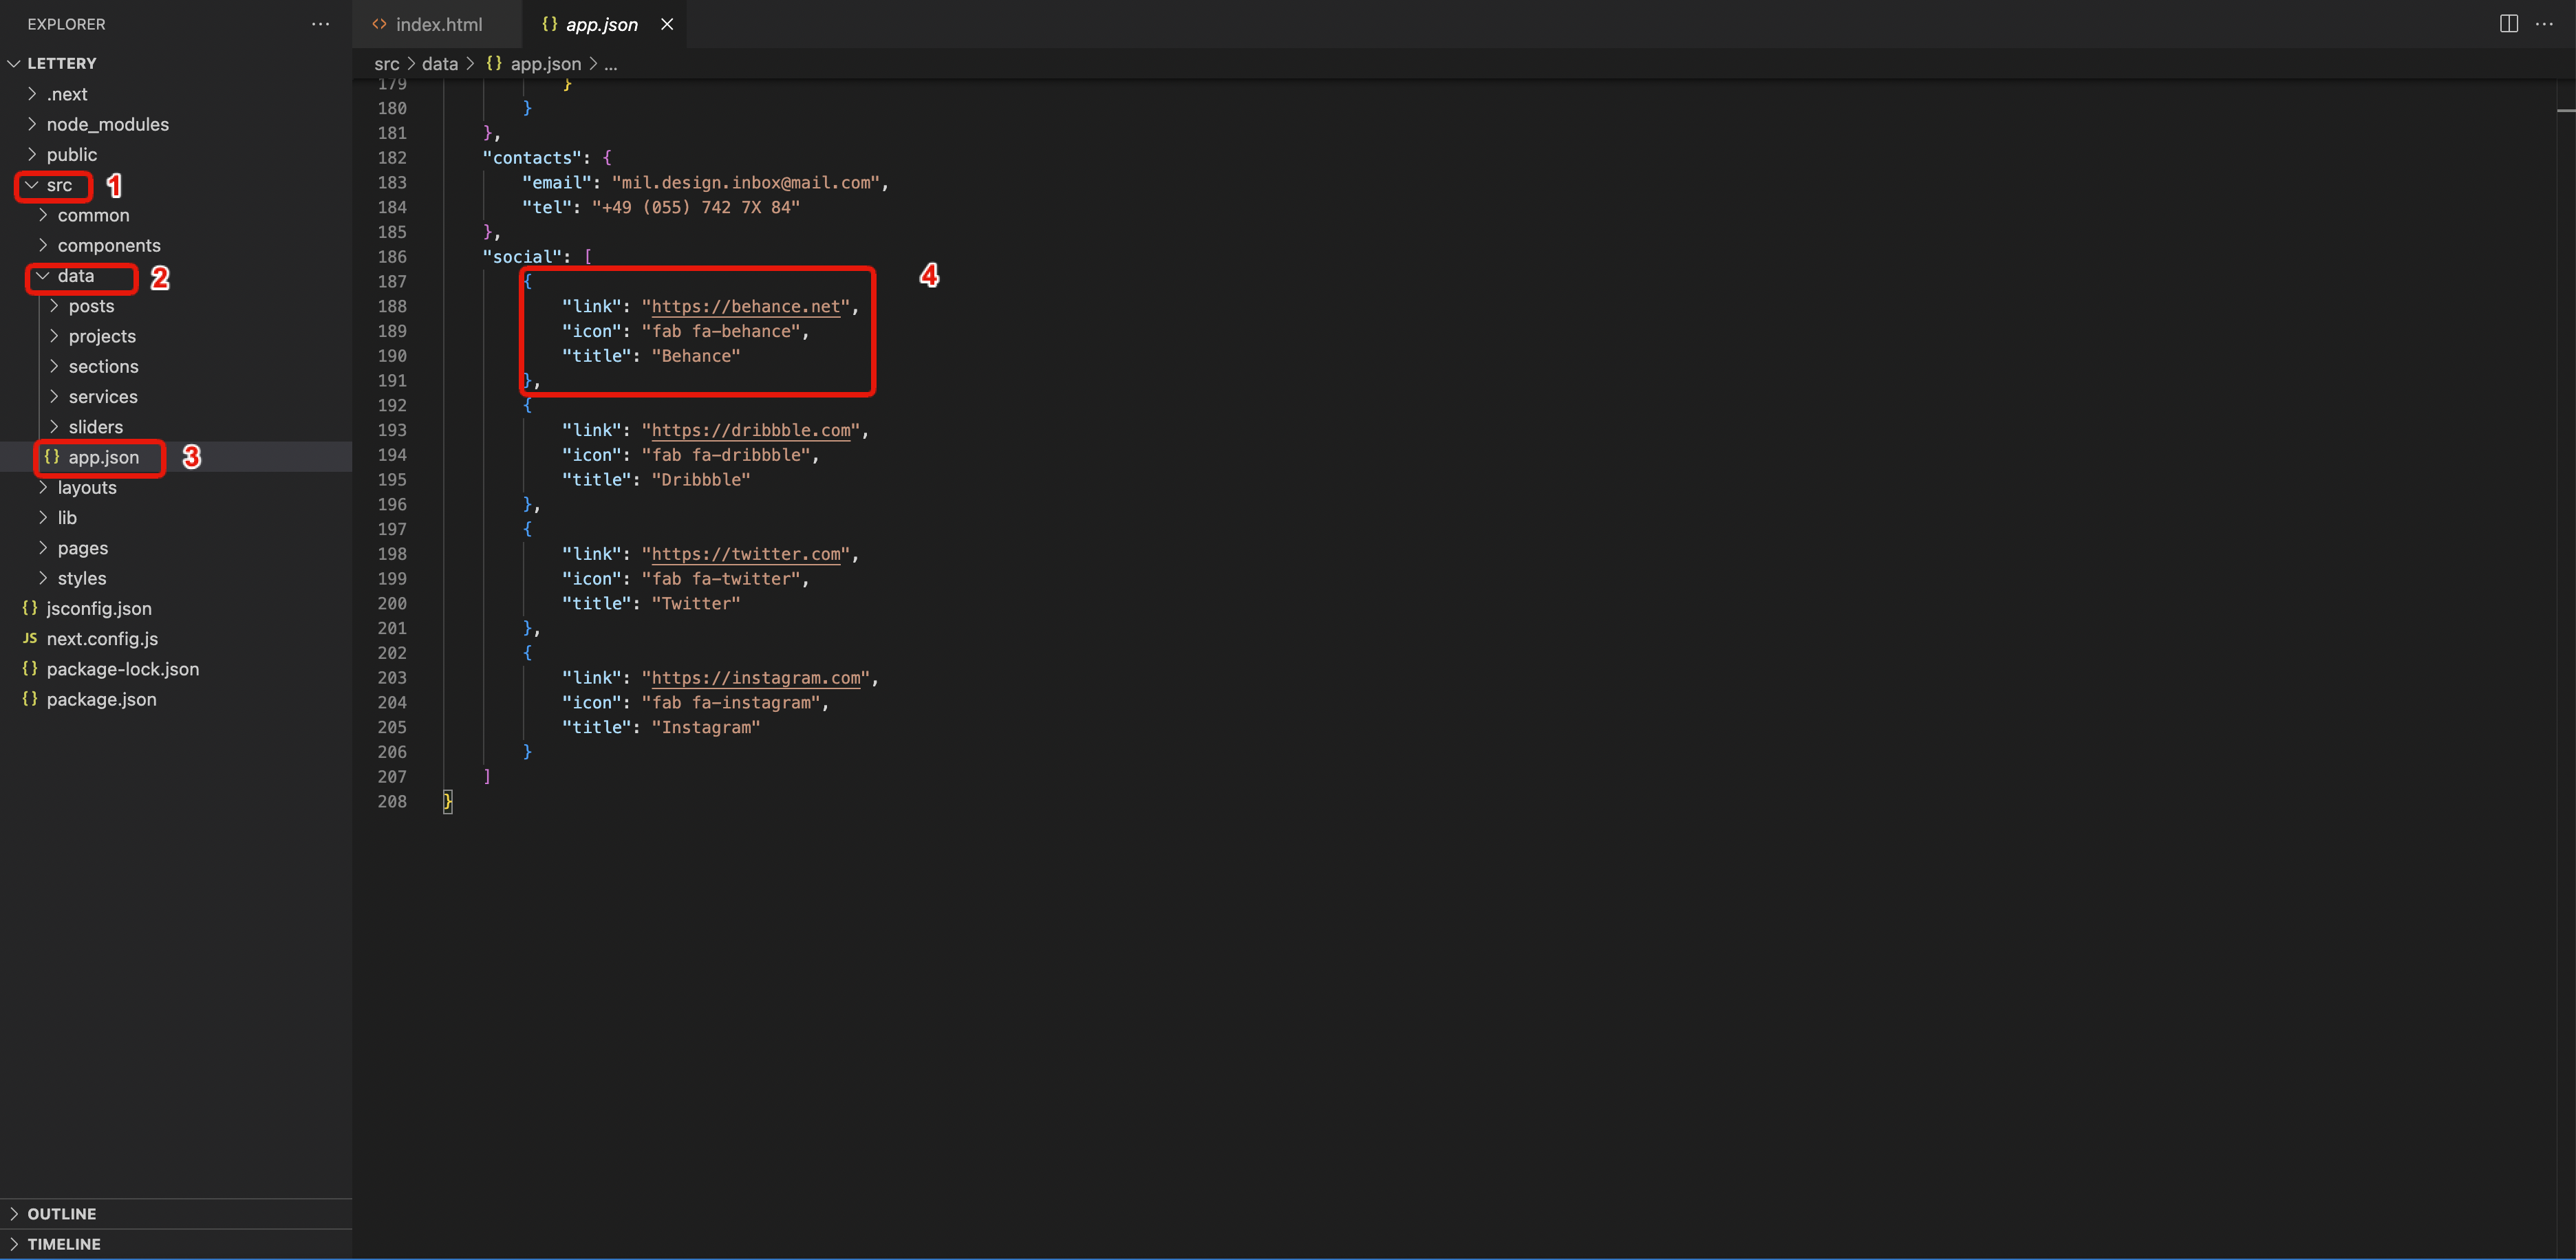 EXPLORER
LETTERY
.next
node_modules
public
src 1
common
components
data 2
posts
projects
sections
services
sliders
{} app.json 3
layouts
lib
pages
styles
{} jsconfig.json
JS next.config.js
{} package-lock.json
{} package.json
OUTLINE
TIMELINE
<> index.html
{} app.json
src > data > {} app.json > ...
179 }
180 }
181 },
182 "contacts": {
183 "email": "mil.design.inbox@mail.com",
184 "tel": "+49 (055) 742 7X 84"
185 },
186 "social": [
187 {
188 "link": "https://behance.net",
189 "icon": "fab fa-behance",
190 "title": "Behance"
191 },
4
192 {
193 "link": "https://dribbble.com",
194 "icon": "fab fa-dribbble",
195 "title": "Dribbble"
196 },
197 {
198 "link": "https://twitter.com",
199 "icon": "fab fa-twitter",
200 "title": "Twitter"
201 },
202 {
203 "link": "https://instagram.com",
204 "icon": "fab fa-instagram",
205 "title": "Instagram"
206 }
207 ]
208 }